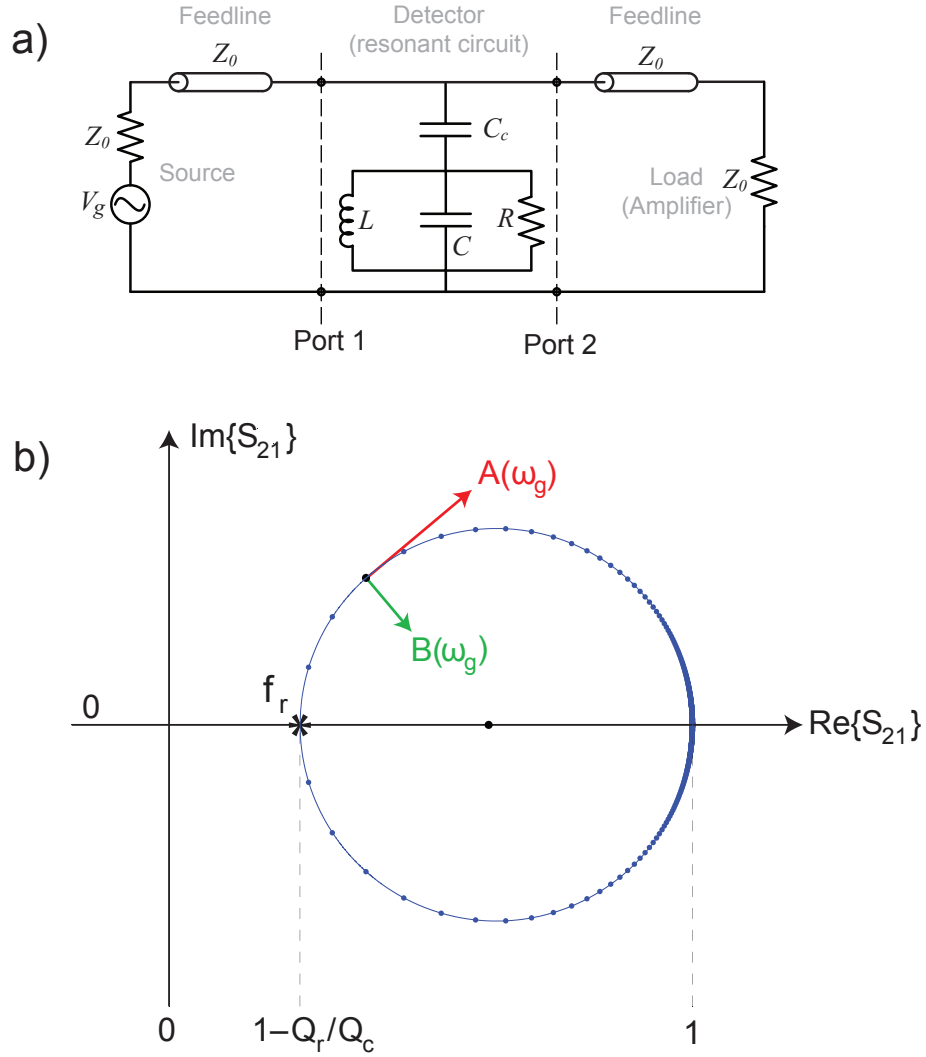 a)
Feedline
Detector
(resonant circuit)
Feedline
Z0
Z0
Z0
Source
Vg
Cc
L
C
R
Load
(Amplifier)
Z0
Port 1
Port 2
b)
Im{S21}
A(ωg)
B(ωg)
fr
0
Re{S21}
0
1−Qr/Qc
1